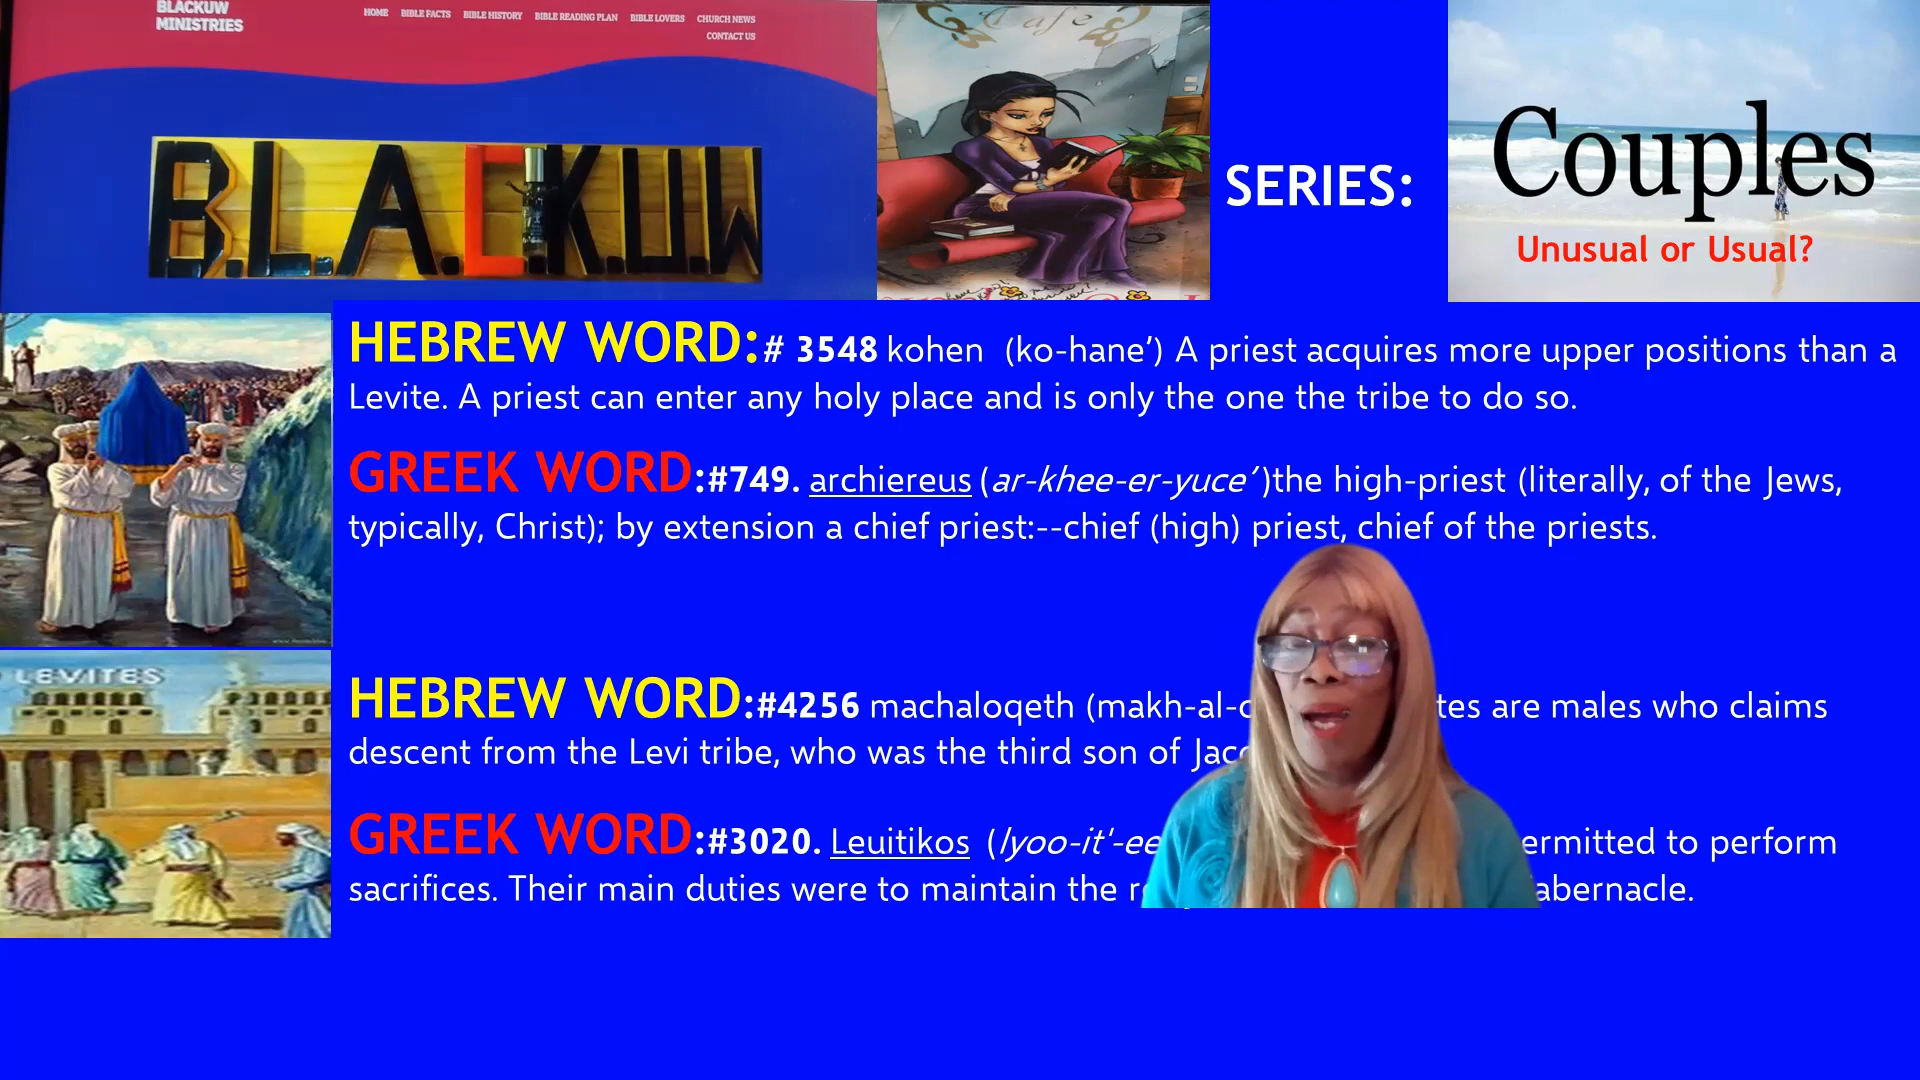 BLACKUW
MINISTRIES
HOME BIBLE FACTS BIBLE HISTORY BIBLE READING PLAN BIBLE LOVERS CHURCH NEWS
CONTACT US
B.L.A.C.K.U.W
Cafe
SERIES:
Couples
Unusual or Usual?
HEBREW WORD:# 3548 kohen (ko-hane’) A priest acquires more upper positions than a
Levite. A priest can enter any holy place and is only the one the tribe to do so.
GREEK WORD:#749. archiereus (ar-khee-er-yuce’)the high-priest (literally, of the Jews,
typically, Christ); by extension a chief priest:--chief (high) priest, chief of the priests.
LEVITES
HEBREW WORD:#4256 machaloqeth (makh-al- are males who claims
descent from the Levi tribe, who was the third son of
GREEK WORD:#3020. Leuitikos (lyoo-it'-ee to perform
sacrifices. Their main duties were to maintain the